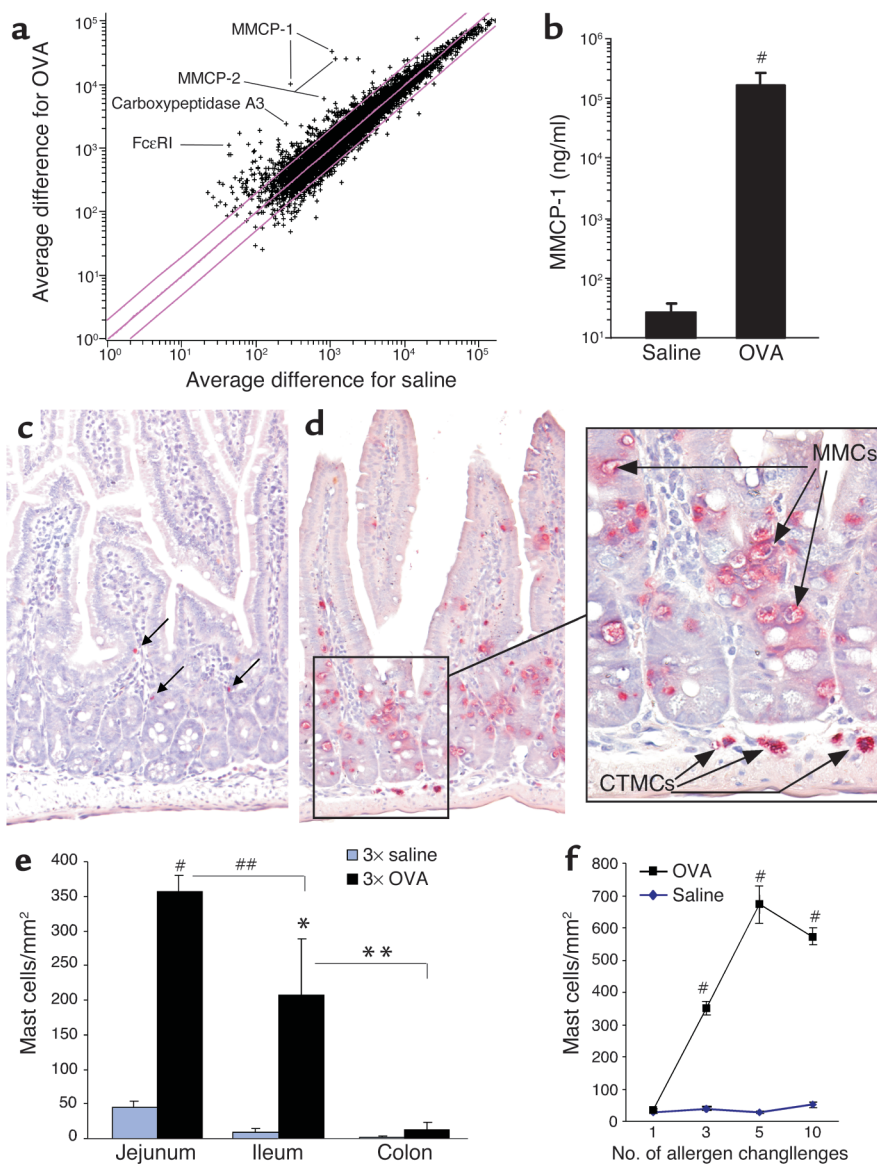 a
Average difference for OVA
10⁵
10⁴
10³
10²
10¹
10⁰
MMCP-1
MMCP-2
Carboxypeptidase A3
FcεRI
10⁰ 10¹ 10² 10³ 10⁴ 10⁵
Average difference for saline
b
MMCP-1 (ng/ml)
10⁶
10⁵
10⁴
10³
10²
10¹
#
Saline OVA
c
d
MMCs
CTMCs
e
Mast cells/mm²
400
350
300
250
200
150
100
50
0
3× saline
3× OVA
# ## * **
Jejunum Ileum Colon
f
Mast cells/mm²
800
700
600
500
400
300
200
100
0
OVA
Saline
# # #
1 3 5 10
No. of allergen changllenges